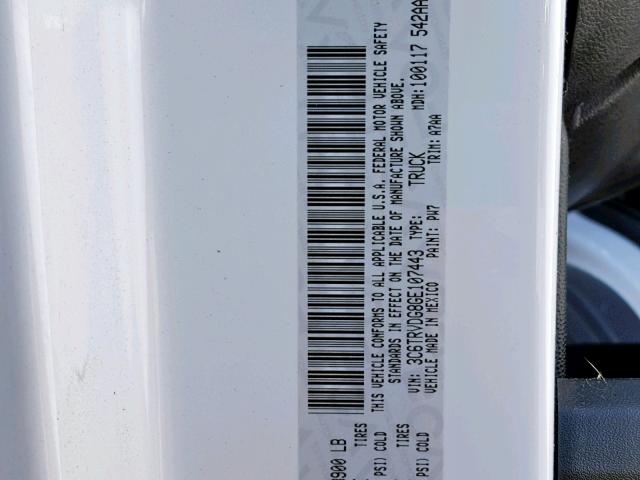 900 LB TIRES
PSI) COLD
THIS VEHICLE CONFORMS TO ALL APPLICABLE U.S.A. FEDERAL MOTOR VEHICLE SAFETY
STANDARDS IN EFFECT ON THE DATE OF MANUFACTURE SHOWN ABOVE.
VIN: 3C6TRVDG8GE107443 TYPE: TRUCK MDH:100117 542AA
VEHICLE MADE IN MEXICO PAINT: PW7 TRIM: A7AA
TIRES
PSI) COLD